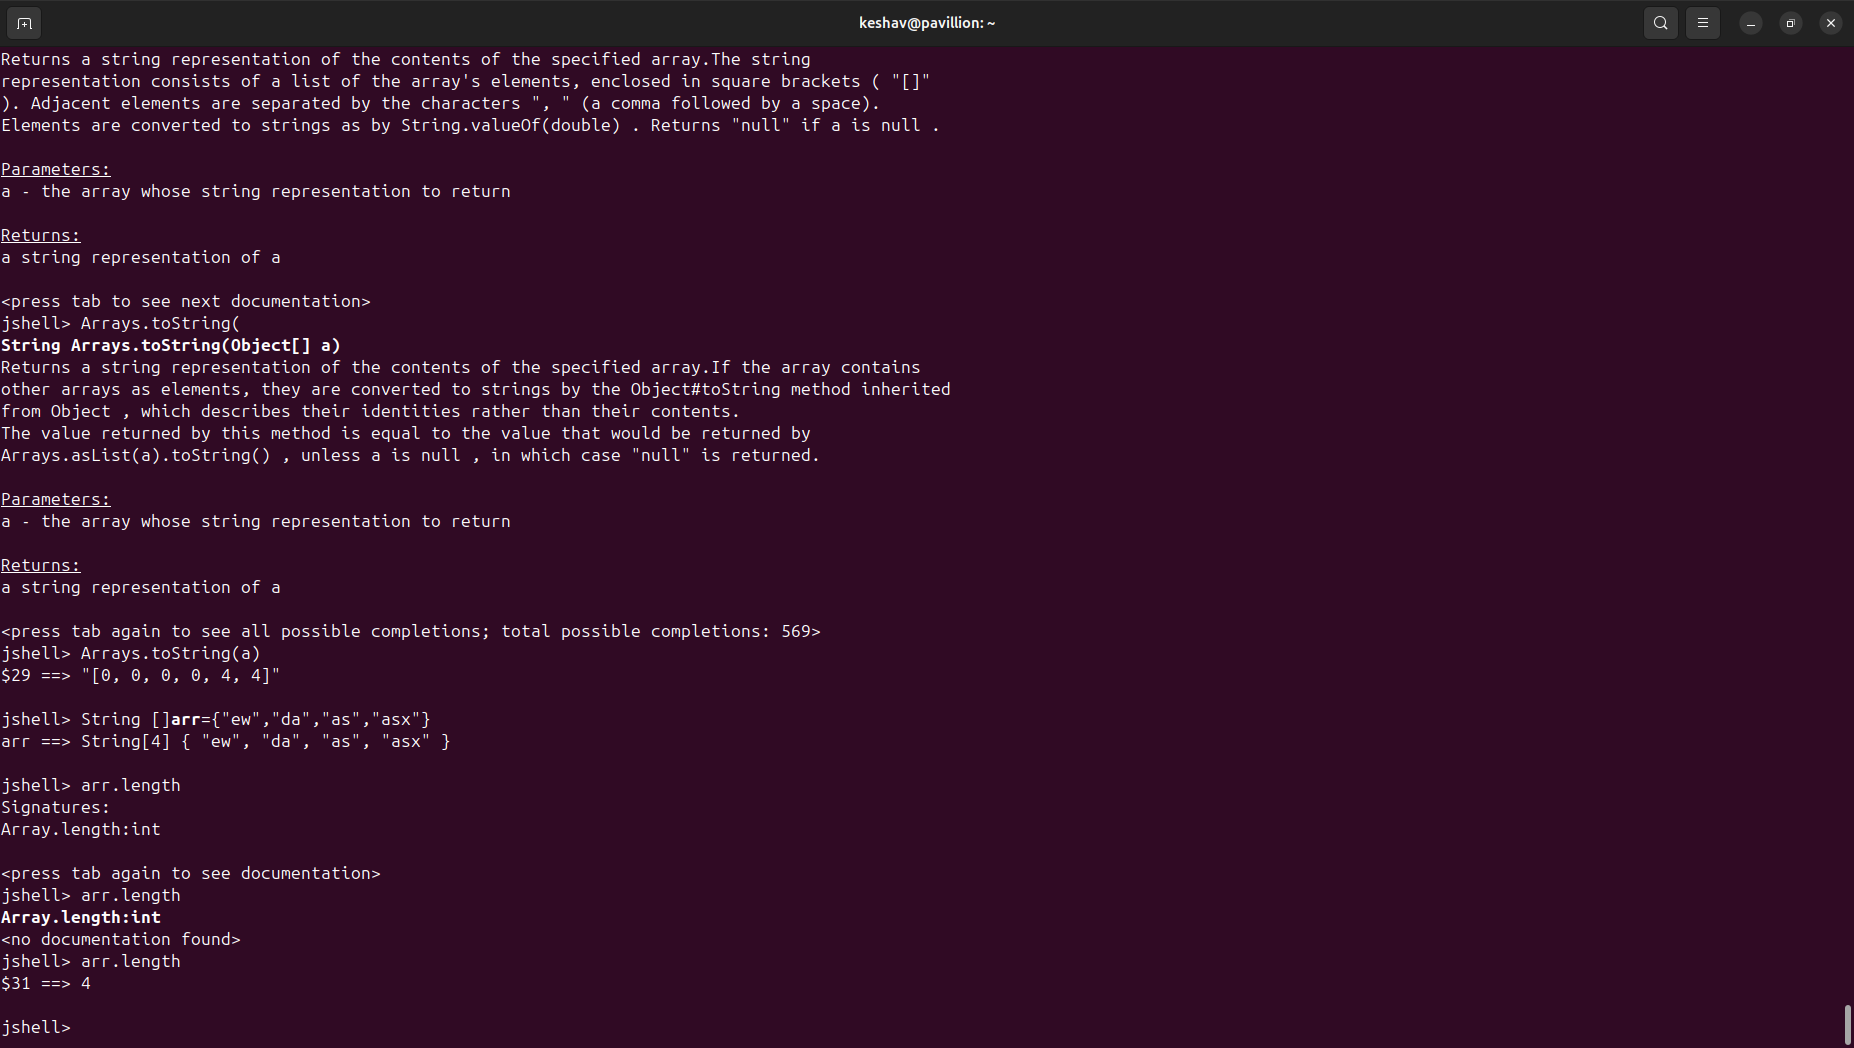 keshav@pavillion: ~
Returns a string representation of the contents of the specified array.The string
representation consists of a list of the array's elements, enclosed in square brackets ( "[]"
). Adjacent elements are separated by the characters ", " (a comma followed by a space).
Elements are converted to strings as by String.valueOf(double) . Returns "null" if a is null .
Parameters:
a - the array whose string representation to return
Returns:
a string representation of a
<press tab to see next documentation>
jshell> Arrays.toString(
String Arrays.toString(Object[] a)
Returns a string representation of the contents of the specified array.If the array contains
other arrays as elements, they are converted to strings by the Object#toString method inherited
from Object , which describes their identities rather than their contents.
The value returned by this method is equal to the value that would be returned by
Arrays.asList(a).toString() , unless a is null , in which case "null" is returned.
Parameters:
a - the array whose string representation to return
Returns:
a string representation of a
<press tab again to see all possible completions; total possible completions: 569>
jshell> Arrays.toString(a)
$29 ==> "[0, 0, 0, 0, 4, 4]"
jshell> String []arr={"ew","da","as","asx"}
arr ==> String[4] { "ew", "da", "as", "asx" }
jshell> arr.length
Signatures:
Array.length:int
<press tab again to see documentation>
jshell> arr.length
Array.length:int
<no documentation found>
jshell> arr.length
$31 ==> 4
jshell>